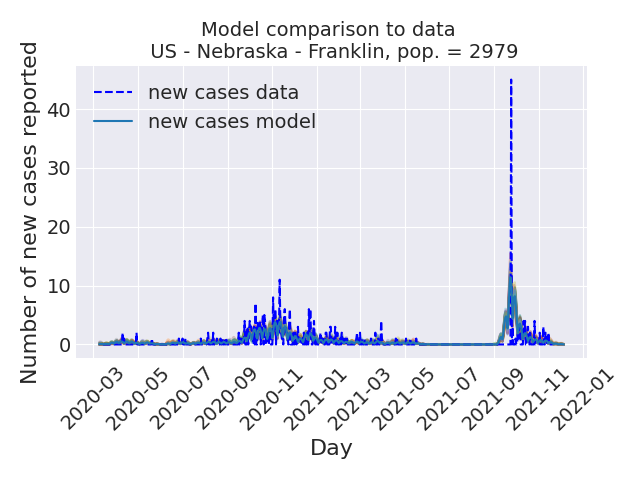 Model comparison to data
US - Nebraska - Franklin, pop. = 2979
Number of new cases reported
40
30
20
10
0
new cases data
new cases model
2020-03
2020-05
2020-07
2020-09
2020-11
2021-01
2021-03
2021-05
2021-07
2021-09
2021-11
2022-01
Day